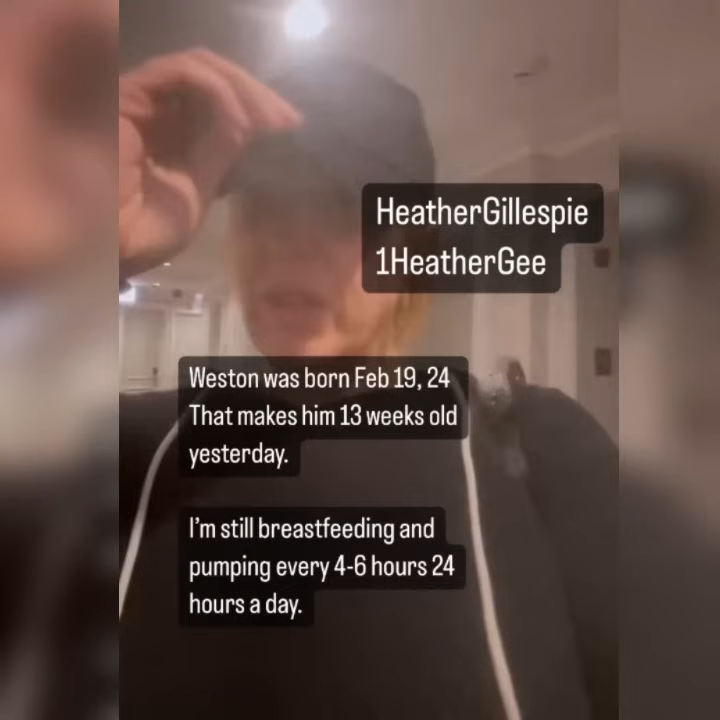 HeatherGillespie
1HeatherGee
Weston was born Feb 19, 24
That makes him 13 weeks old
yesterday.
I'm still breastfeeding and
pumping every 4-6 hours 24
hours a day.